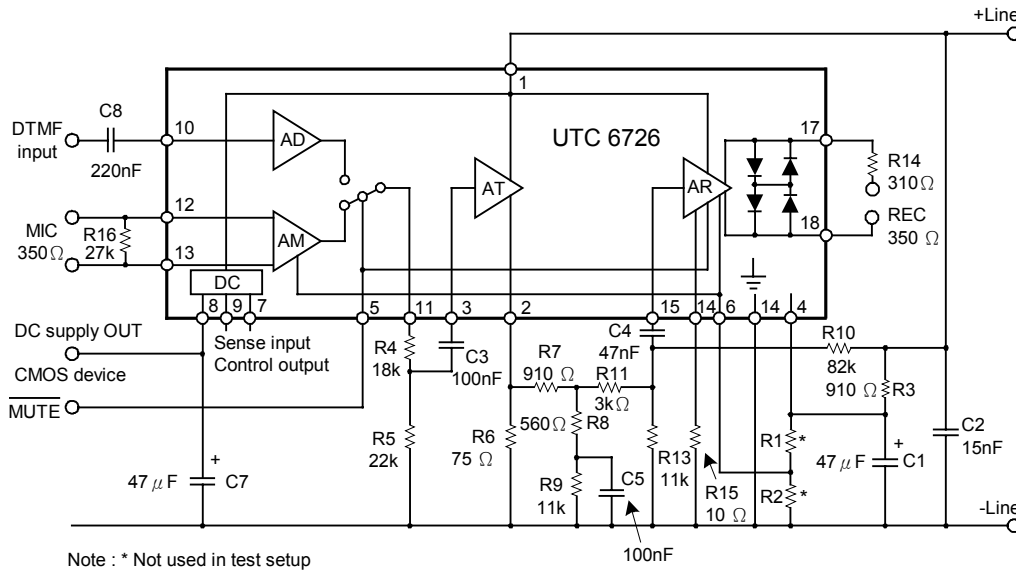 +Line
1
C8
DTMF
input
220nF
10
AD
UTC 6726
17
R14
310Ω
AT
AR
MIC
350 Ω
R16
27k
12
13
AM
18
REC
350 Ω
DC
8
9
7
5
11
3
2
15
14
6
14
4
DC supply OUT
CMOS device
MUTE
Sense input
Control output
R4
18k
C3
100nF
R7
910 Ω
R11
3kΩ
C4
47nF
R10
82k
910 Ω
R3
R5
22k
R6
75 Ω
560Ω
R8
R9
11k
C5
100nF
R13
11k
R15
10 Ω
R1
*
R2
*
47 μF
C1
C2
15nF
+
47 μF
C7
+
-Line
Note : * Not used in test setup